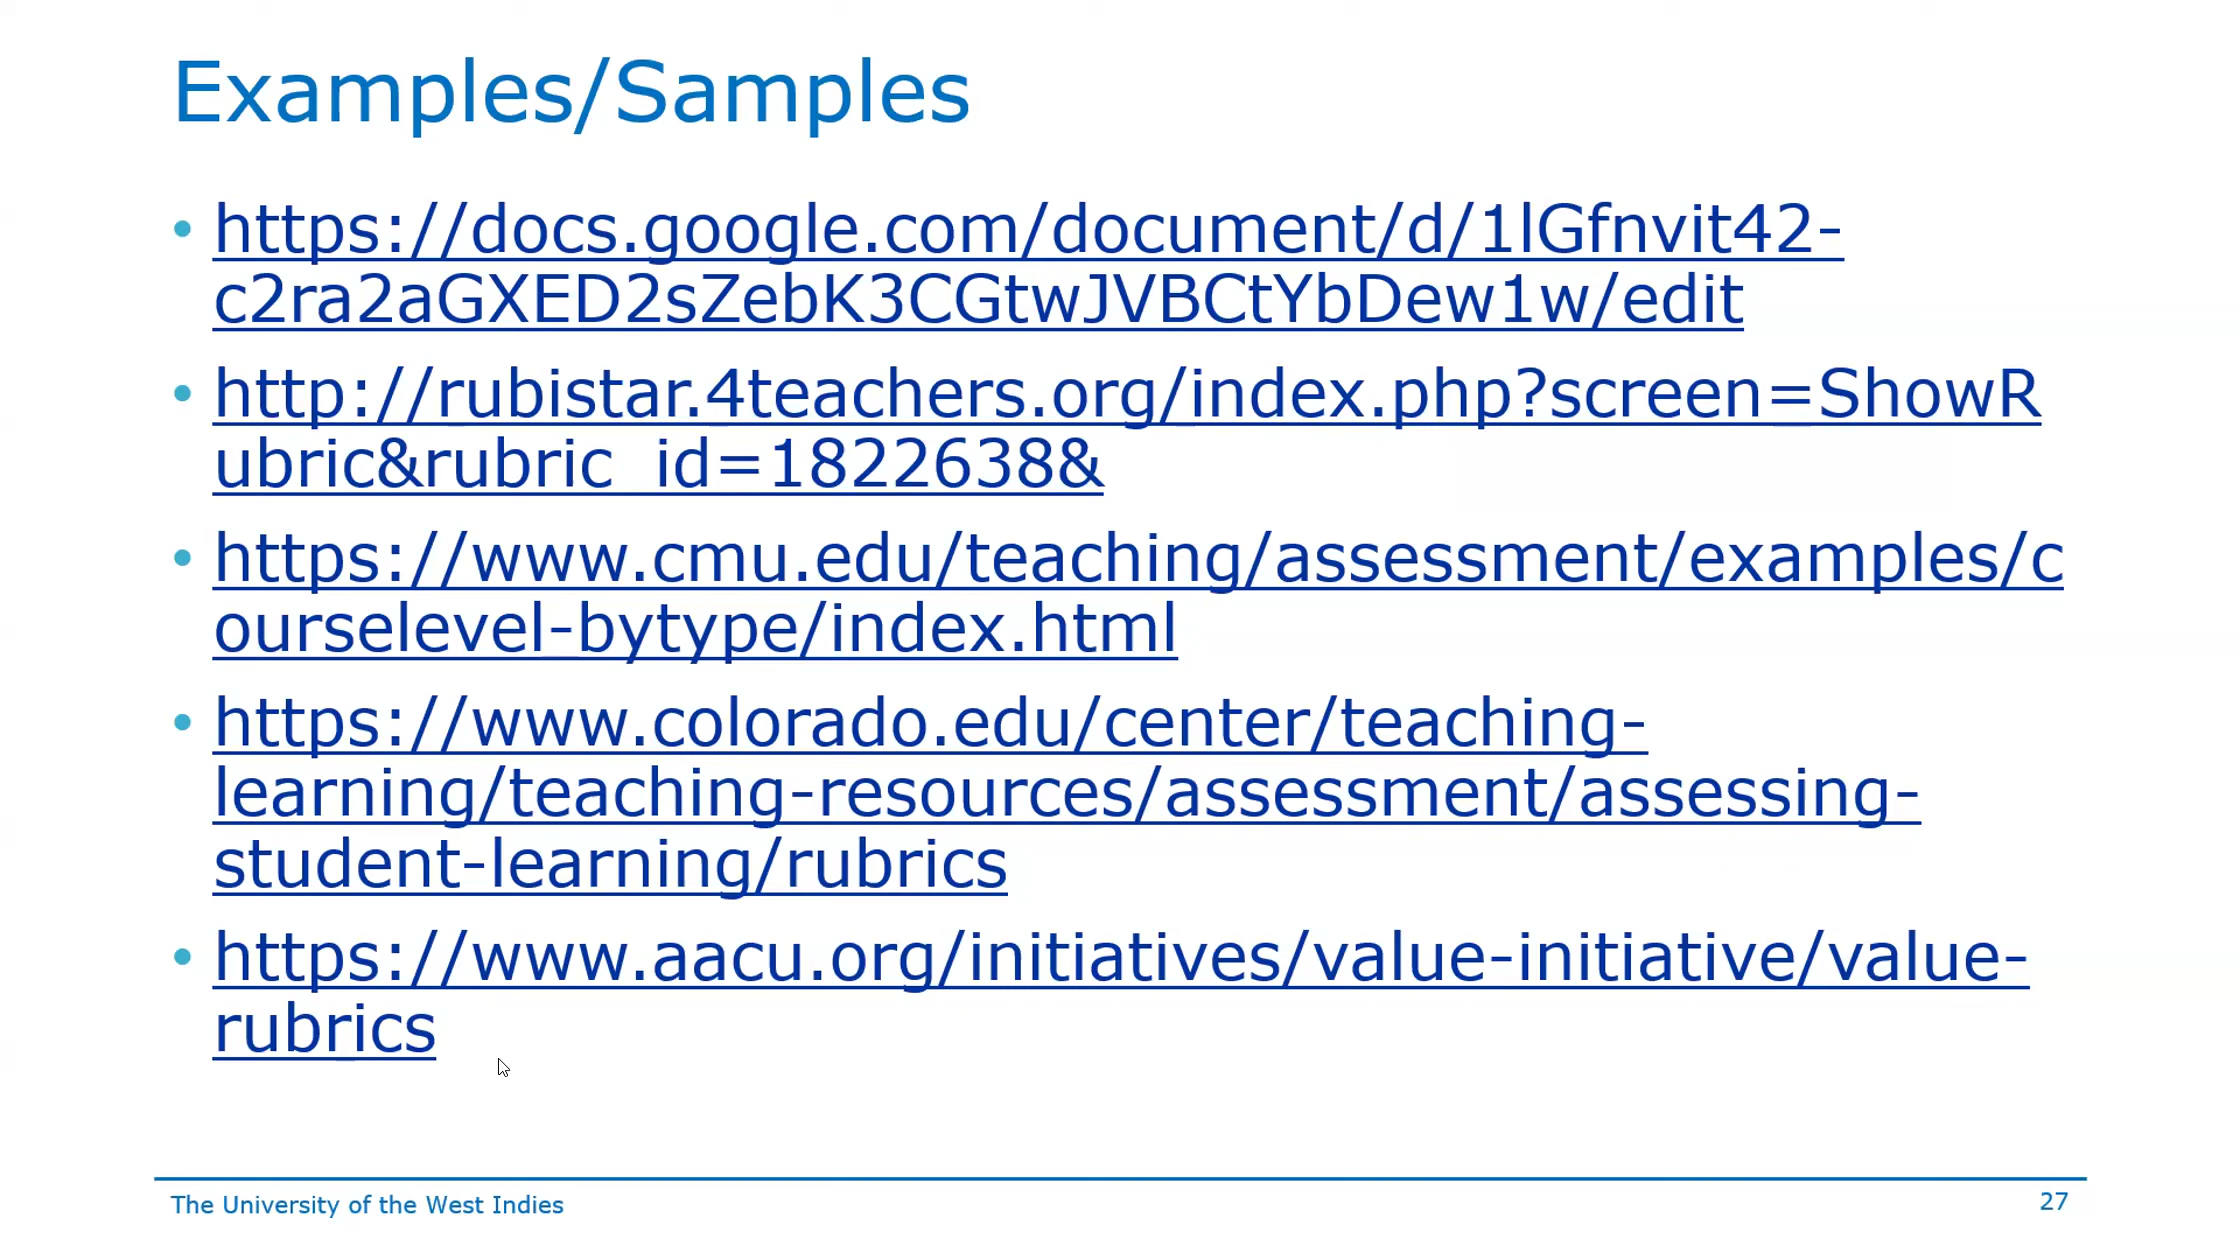 Examples/Samples
• https://docs.google.com/document/d/1lGfnvit42-
c2ra2aGXED2sZebK3CGtwJVBCtYbDew1w/edit
• http://rubistar.4teachers.org/index.php?screen=ShowR
ubric&rubric_id=1822638&
• https://www.cmu.edu/teaching/assessment/examples/c
ourselevel-bytype/index.html
• https://www.colorado.edu/center/teaching-
learning/teaching-resources/assessment/assessing-
student-learning/rubrics
• https://www.aacu.org/initiatives/value-initiative/value-
rubrics
The University of the West Indies
27